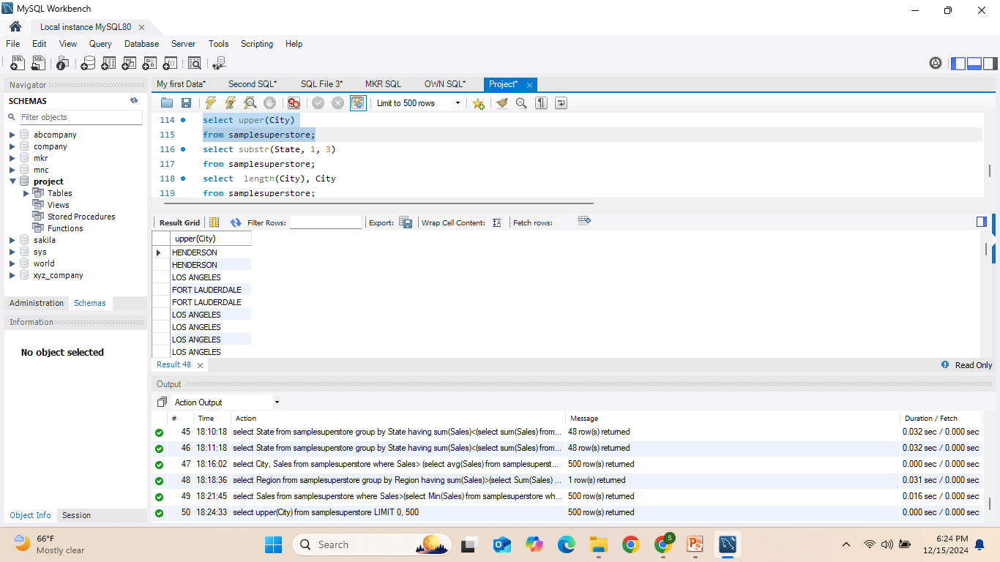 MySQL Workbench
Local instance MySQL80
File Edit View Query Database Server Tools Scripting Help
Navigator
SCHEMAS
Filter objects
abcompany
company
mkr
mnc
project
Tables
Views
Stored Procedures
Functions
sakila
sys
world
xyz_company
Administration Schemas
Information
No object selected
Object Info Session
My first Data* Second SQL* SQL File 3* MKR SQL OWN SQL* Project*
Limit to 500 rows
114 select upper(City)
115 from samplesuperstore;
116 select substr(State, 1, 3)
117 from samplesuperstore;
118 select length(City), City
119 from samplesuperstore;
Result Grid Filter Rows: Export: Wrap Cell Content: IA Fetch rows:
upper(City)
HENDERSON
HENDERSON
LOS ANGELES
FORT LAUDERDALE
FORT LAUDERDALE
LOS ANGELES
LOS ANGELES
LOS ANGELES
LOS ANGELES
Result 48 Read Only
Output
Action Output
# Time Action Message Duration / Fetch
45 18:10:18 select State from samplesuperstore group by State having sum(Sales)<(select sum(Sales) from... 48 row(s) returned 0.032 sec / 0.000 sec
46 18:11:18 select State from samplesuperstore group by State having sum(Sales)<(select sum(Sales) from... 48 row(s) returned 0.032 sec / 0.000 sec
47 18:16:02 select City, Sales from samplesuperstore where Sales> (select avg(Sales) from samplesuperst... 500 row(s) returned 0.000 sec / 0.000 sec
48 18:18:36 select Region from samplesuperstore group by Region having sum(Sales)>(select Sum(Sales) ... 1 row(s) returned 0.031 sec / 0.000 sec
49 18:21:45 select Sales from samplesuperstore where Sales>(select Min(Sales) from samplesuperstore wh... 500 row(s) returned 0.016 sec / 0.000 sec
50 18:24:33 select upper(City) from samplesuperstore LIMIT 0, 500 500 row(s) returned 0.000 sec / 0.000 sec
66°F
Mostly clear
Search
6:24 PM
12/15/2024